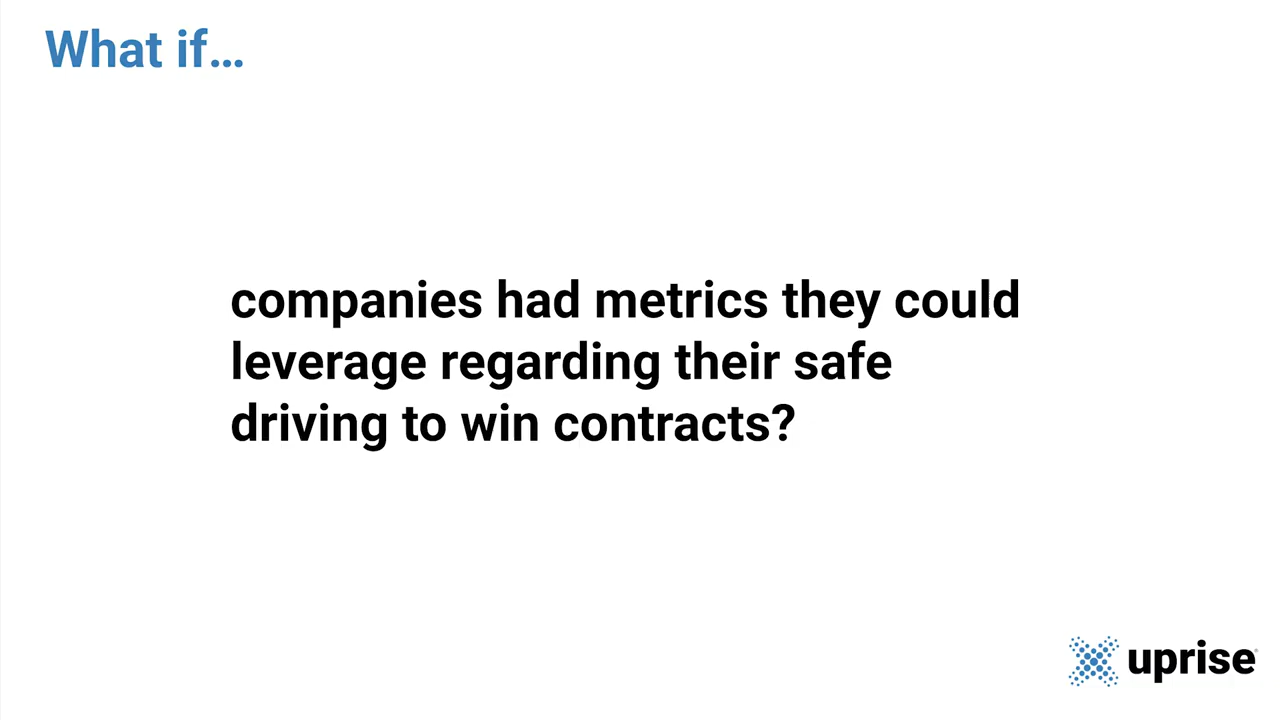 What if...
companies had metrics they could
leverage regarding their safe
driving to win contracts?
uprise